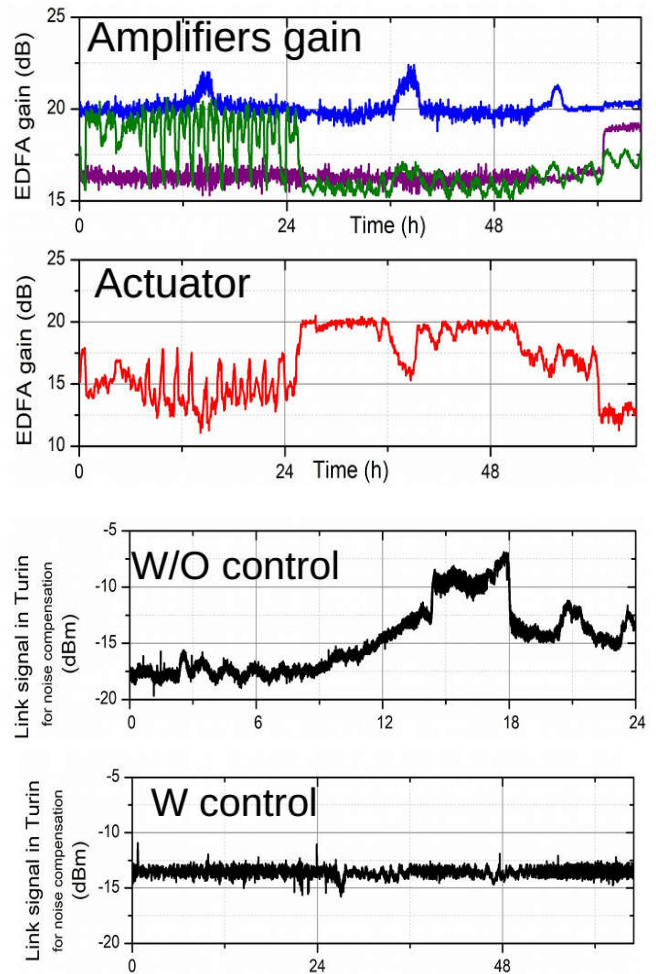 Amplifiers gain
EDFA gain (dB)
25
20
15
0
24
48
Time (h)
Actuator
EDFA gain (dB)
25
20
15
10
0
24
48
Time (h)
W/O control
Link signal in Turin
for noise compensation
(dBm)
-5
-10
-15
-20
0
6
12
18
24
W control
Link signal in Turin
for noise compensation
(dBm)
-5
-10
-15
-20
0
24
48